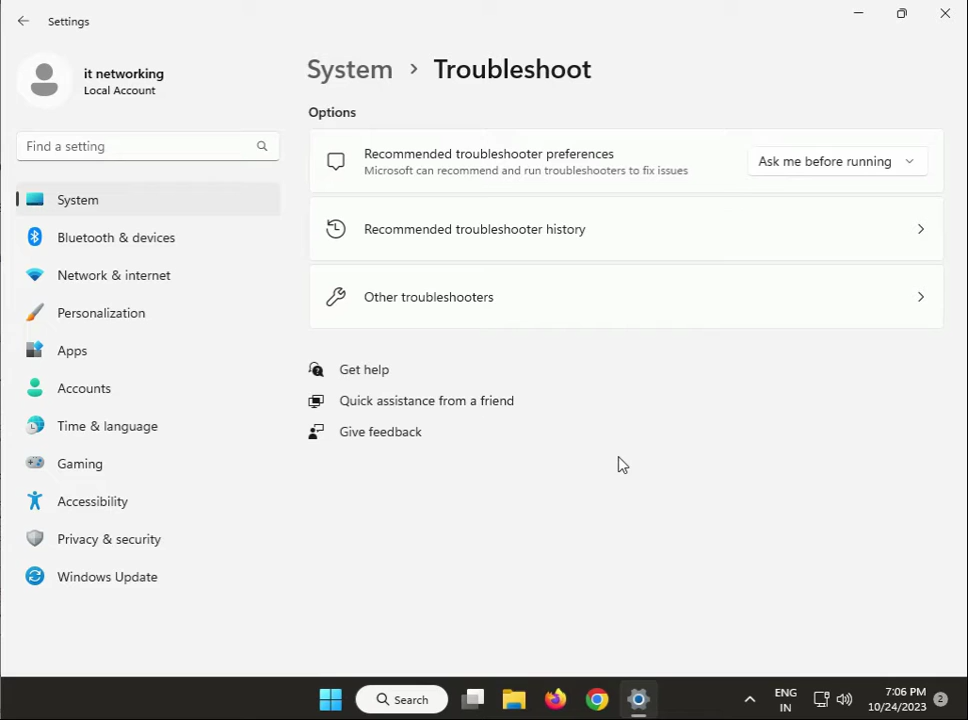 Settings
it networking
Local Account
Find a setting
System
Bluetooth & devices
Network & internet
Personalization
Apps
Accounts
Time & language
Gaming
Accessibility
Privacy & security
Windows Update
System > Troubleshoot
Options
Recommended troubleshooter preferences
Microsoft can recommend and run troubleshooters to fix issues
Ask me before running
Recommended troubleshooter history
Other troubleshooters
Get help
Quick assistance from a friend
Give feedback
Search
ENG
IN
7:06 PM
10/24/2023
2